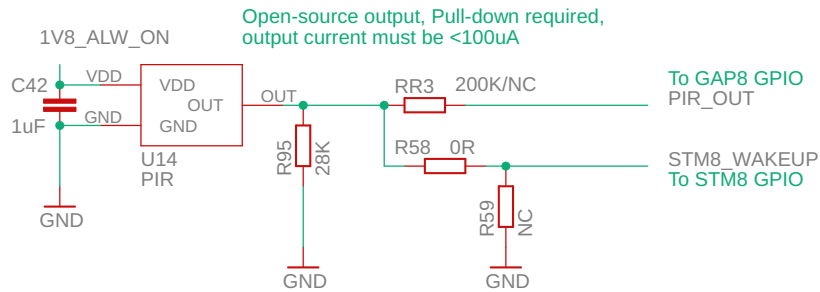 Open-source output, Pull-down required,
output current must be <100uA
1V8_ALW_ON
C42
1uF
VDD
GND
VDD
OUT
GND
U14
PIR
OUT
R95
28K
RR3
200K/NC
To GAP8 GPIO
PIR_OUT
R58
0R
STM8_WAKEUP
To STM8 GPIO
R59
NC
GND
GND
GND